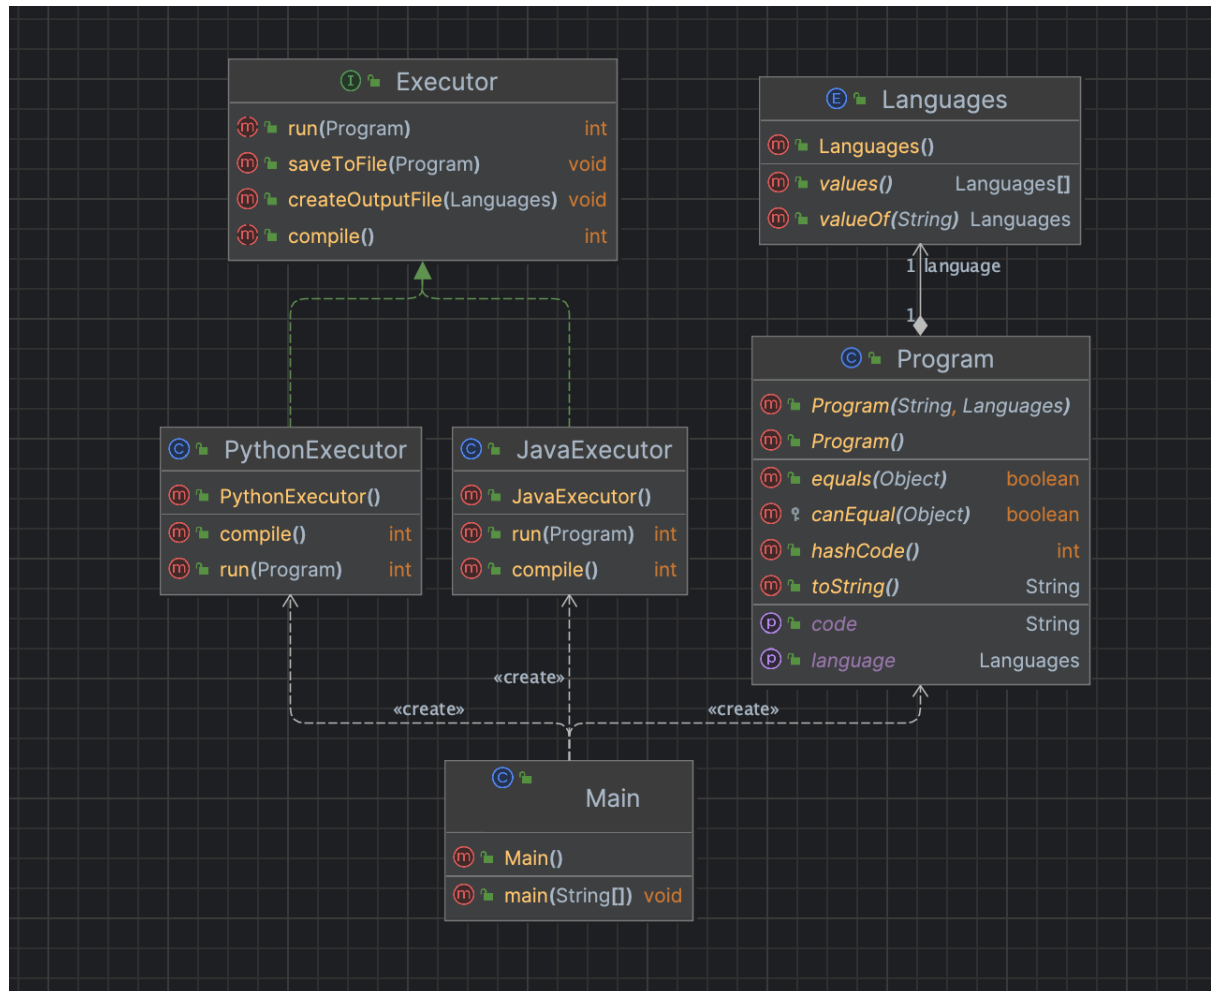 Executor
run(Program) int
saveToFile(Program) void
createOutputFile(Languages) void
compile() int
Languages
Languages()
values() Languages[]
valueOf(String) Languages
1 language
1
Program
Program(String, Languages)
Program()
equals(Object) boolean
canEqual(Object) boolean
hashCode() int
toString() String
code String
language Languages
PythonExecutor
PythonExecutor()
compile() int
run(Program) int
JavaExecutor
JavaExecutor()
run(Program) int
compile() int
«create»
«create»
«create»
Main
Main()
main(String[]) void